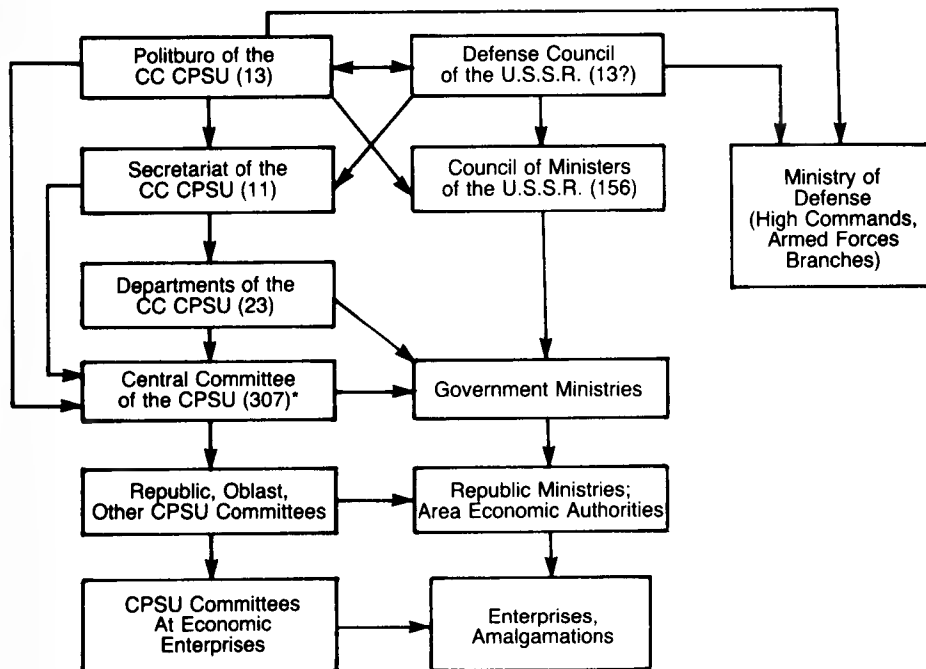 Politburo of the
CC CPSU (13)
Defense Council
of the U.S.S.R. (13?)
Secretariat of the
CC CPSU (11)
Council of Ministers
of the U.S.S.R. (156)
Ministry of
Defense
(High Commands,
Armed Forces
Branches)
Departments of the
CC CPSU (23)
Central Committee
of the CPSU (307)*
Government Ministries
Republic, Oblast,
Other CPSU Committees
Republic Ministries;
Area Economic Authorities
CPSU Committees
At Economic
Enterprises
Enterprises,
Amalgamations